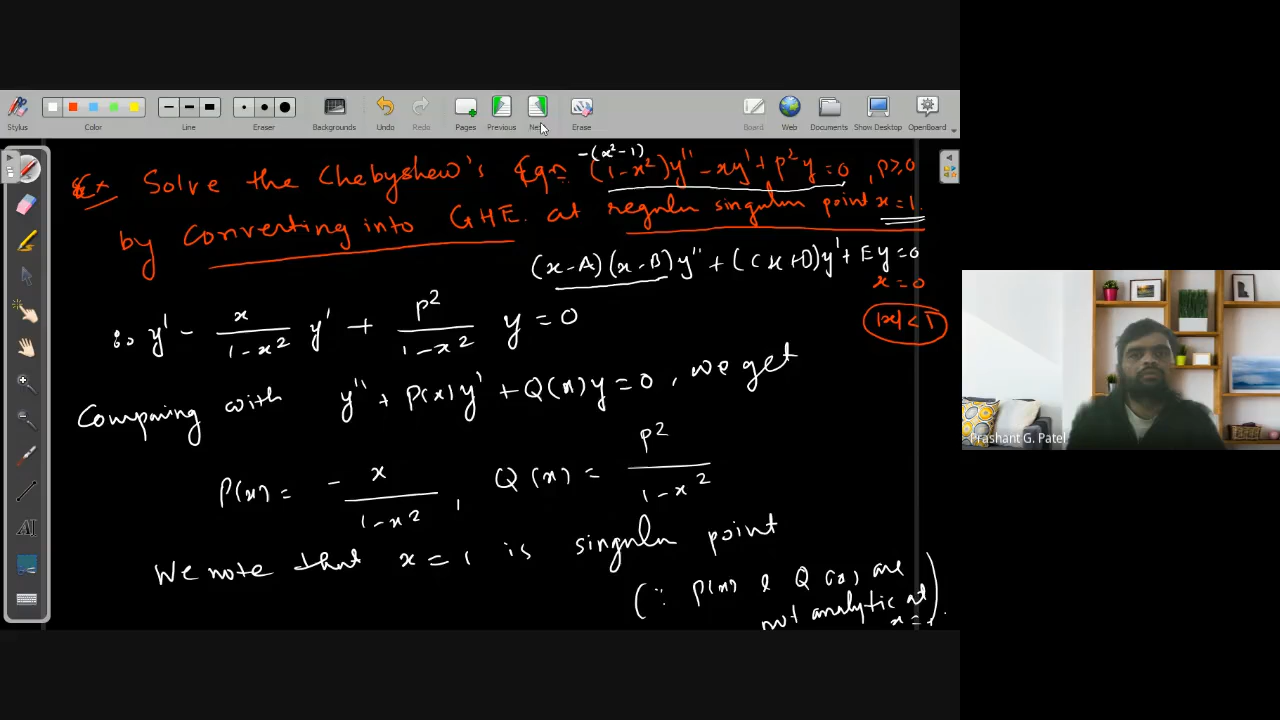 Stylus Color Line Eraser Backgrounds Undo Redo Pages Previous Next Erase Board Web Documents Show Desktop OpenBoard
-(x²-1)
Ex Solve the Chebyshew's Eqn: (1-x²)y'' - xy' + p²y = 0, p≥0
by converting into GHE. at regular singular point x=1.
(x-A)(x-B)y'' + (Cx+D)y' + Ey = 0
x = 0
∴ y' - x/(1-x²) y' + p²/(1-x²) y = 0
|x| < 1
Comparing with y'' + P(x)y' + Q(x)y = 0, we get
P(x) = - x/(1-x²), Q(x) = p²/(1-x²)
We note that x = 1 is singular point
(∵ P(x) & Q(x) are
not analytic at
x = 1).
Prashant G. Patel
AI